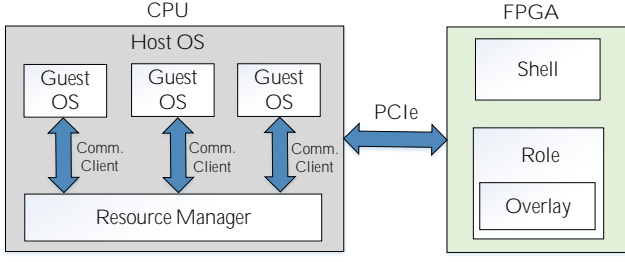 CPU
FPGA
Host OS
Guest
OS
Guest
OS
Guest
OS
Comm.
Client
Comm.
Client
Comm.
Client
Resource Manager
PCIe
Shell
Role
Overlay